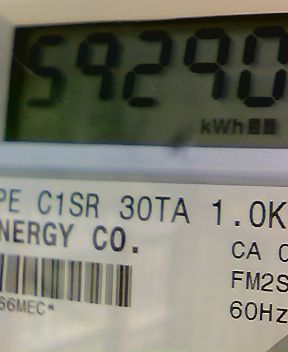 59290
kWh
PE C1SR 30TA 1.0K
NERGY CO.
CA
FM2S
60Hz
66MEC*